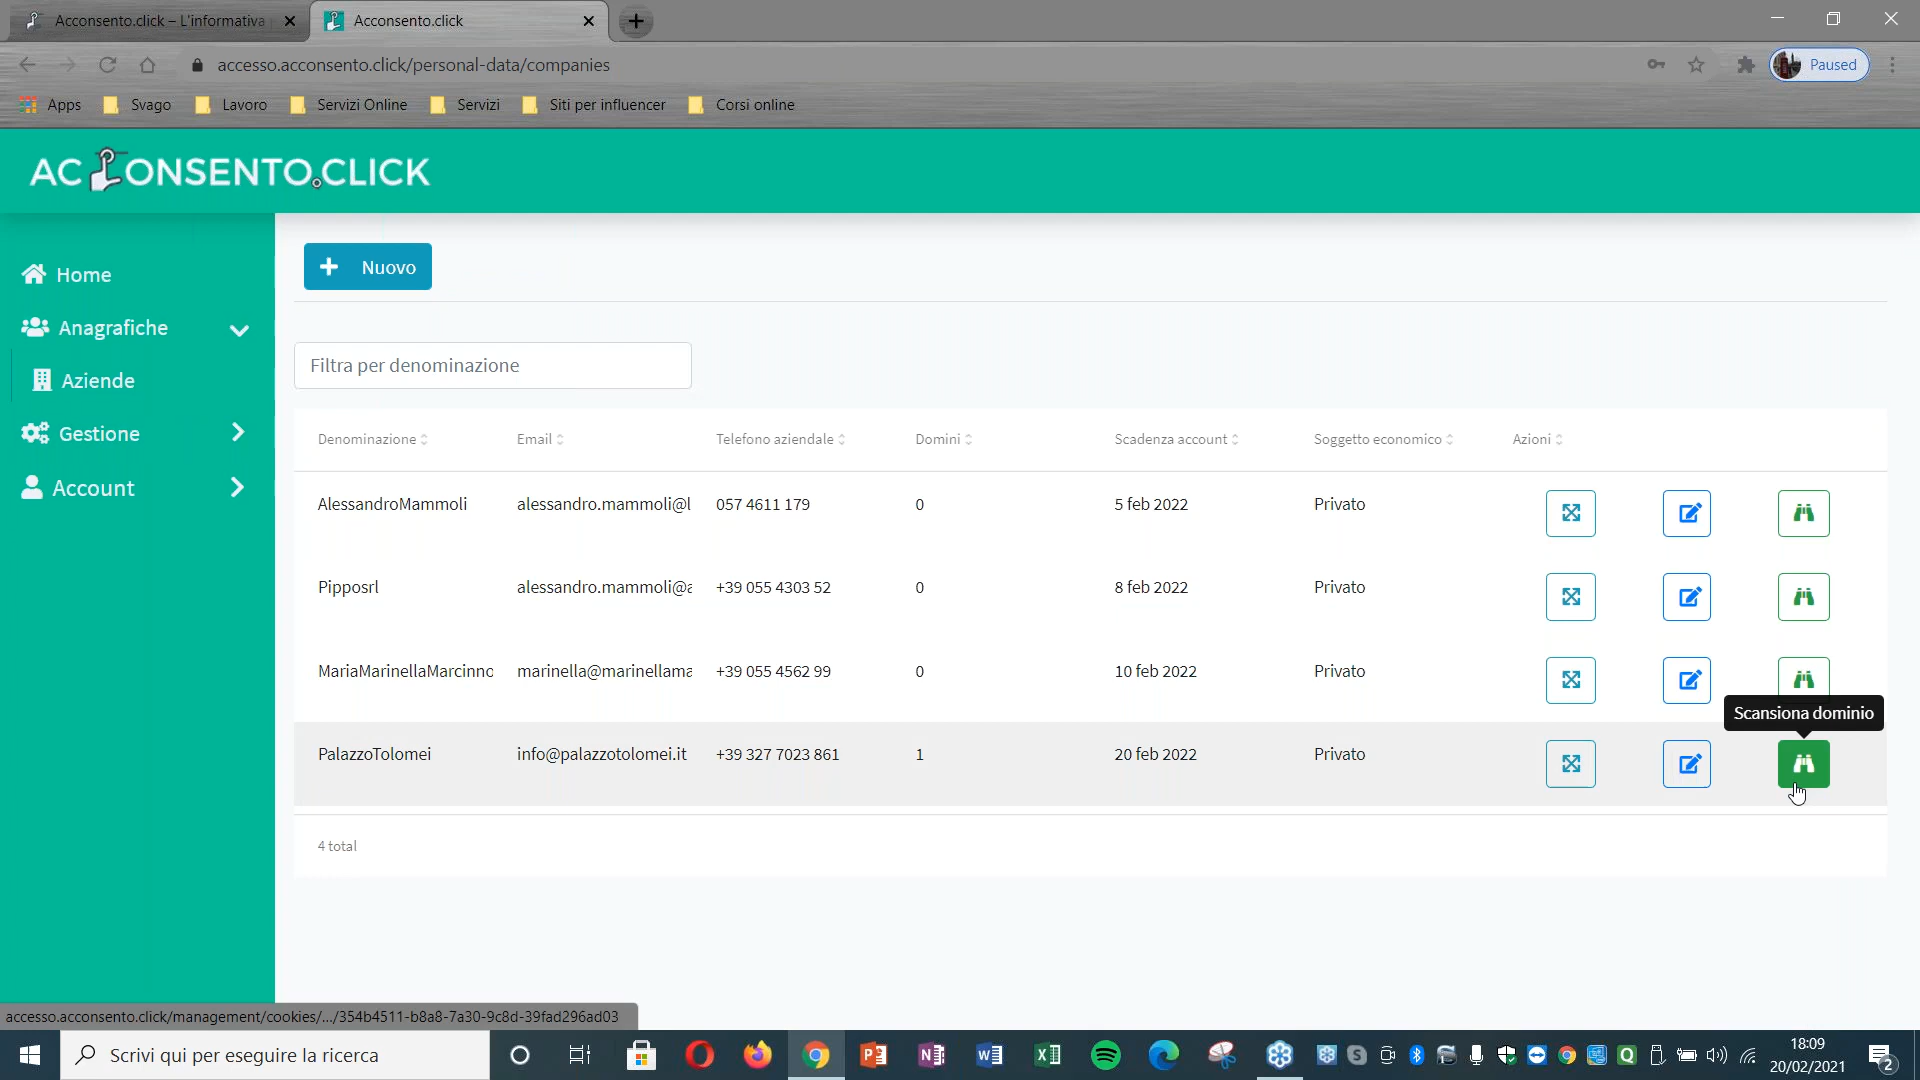 Acconsento.click – L'informativa
Acconsento.click
accesso.acconsento.click/personal-data/companies
Paused
Apps
Svago
Lavoro
Servizi Online
Servizi
Siti per influencer
Corsi online
ACCONSENTO.CLICK
Home
Anagrafiche
Aziende
Gestione
Account
Nuovo
Filtra per denominazione
Denominazione Email Telefono aziendale Domini Scadenza account Soggetto economico Azioni
AlessandroMammoli alessandro.mammoli@l 057 4611 179 0 5 feb 2022 Privato
Pipposrl alessandro.mammoli@a +39 055 4303 52 0 8 feb 2022 Privato
MariaMarinellaMarcinno marinella@marinellama +39 055 4562 99 0 10 feb 2022 Privato
Scansiona dominio
PalazzoTolomei info@palazzotolomei.it +39 327 7023 861 1 20 feb 2022 Privato
4 total
accesso.acconsento.click/management/cookies/.../354b4511-b8a8-7a30-9c8d-39fad296ad03
Scrivi qui per eseguire la ricerca
18:09
20/02/2021
2